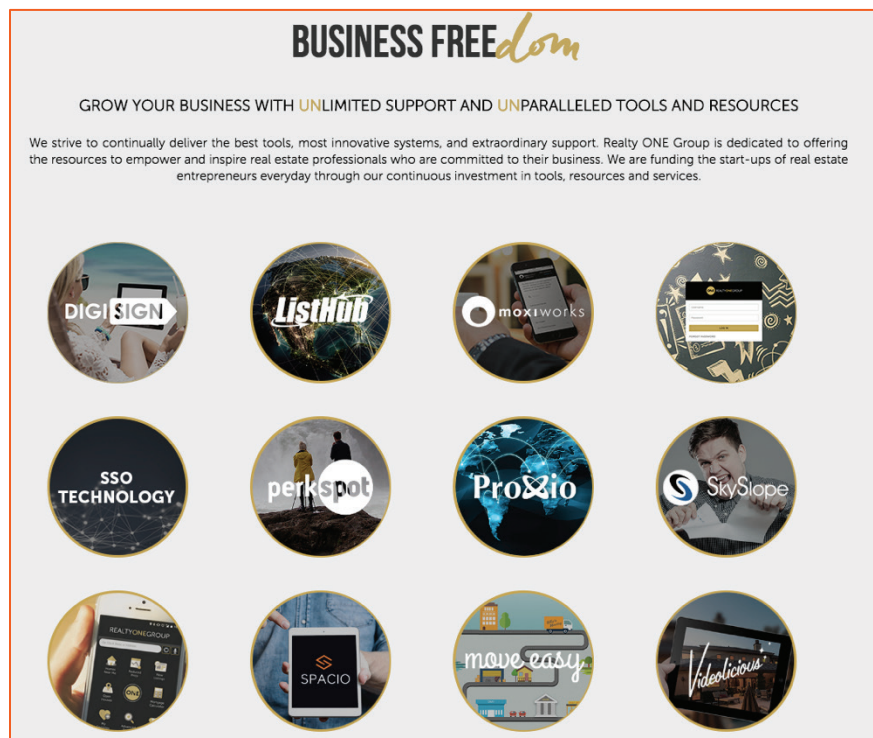 BUSINESS FREEdom
GROW YOUR BUSINESS WITH UNLIMITED SUPPORT AND UNPARALLELED TOOLS AND RESOURCES
We strive to continually deliver the best tools, most innovative systems, and extraordinary support. Realty ONE Group is dedicated to offering
the resources to empower and inspire real estate professionals who are committed to their business. We are funding the start-ups of real estate
entrepreneurs everyday through our continuous investment in tools, resources and services.
DIGISIGN
ListHub
moxiworks
REALTYONEGROUP
SSO
TECHNOLOGY
perkspot
Proxio
SkySlope
REALTYONEGROUP
ONE
SPACIO
move easy
Videolicious